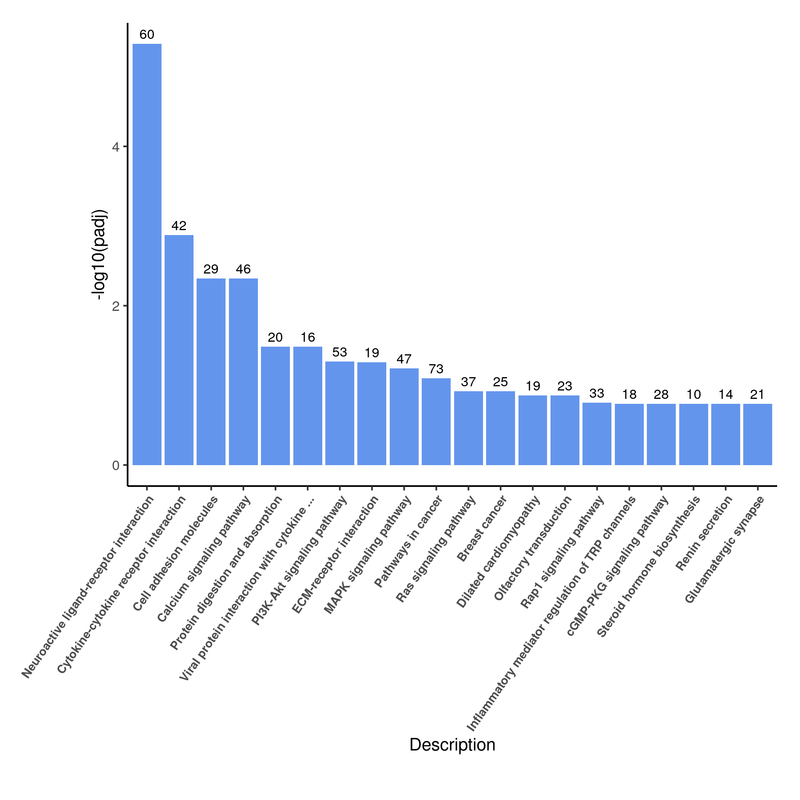 -log10(padj)
4
2
0
60
42
29
46
20
16
53
19
47
73
37
25
19
23
33
18
28
10
14
21
Neuroactive ligand-receptor interaction
Cytokine-cytokine receptor interaction
Cell adhesion molecules
Calcium signaling pathway
Protein digestion and absorption
Viral protein interaction with cytokine ...
PI3K-Akt signaling pathway
ECM-receptor interaction
MAPK signaling pathway
Pathways in cancer
Ras signaling pathway
Breast cancer
Dilated cardiomyopathy
Olfactory transduction
Rap1 signaling pathway
Inflammatory mediator regulation of TRP channels
cGMP-PKG signaling pathway
Steroid hormone biosynthesis
Renin secretion
Glutamatergic synapse
Description